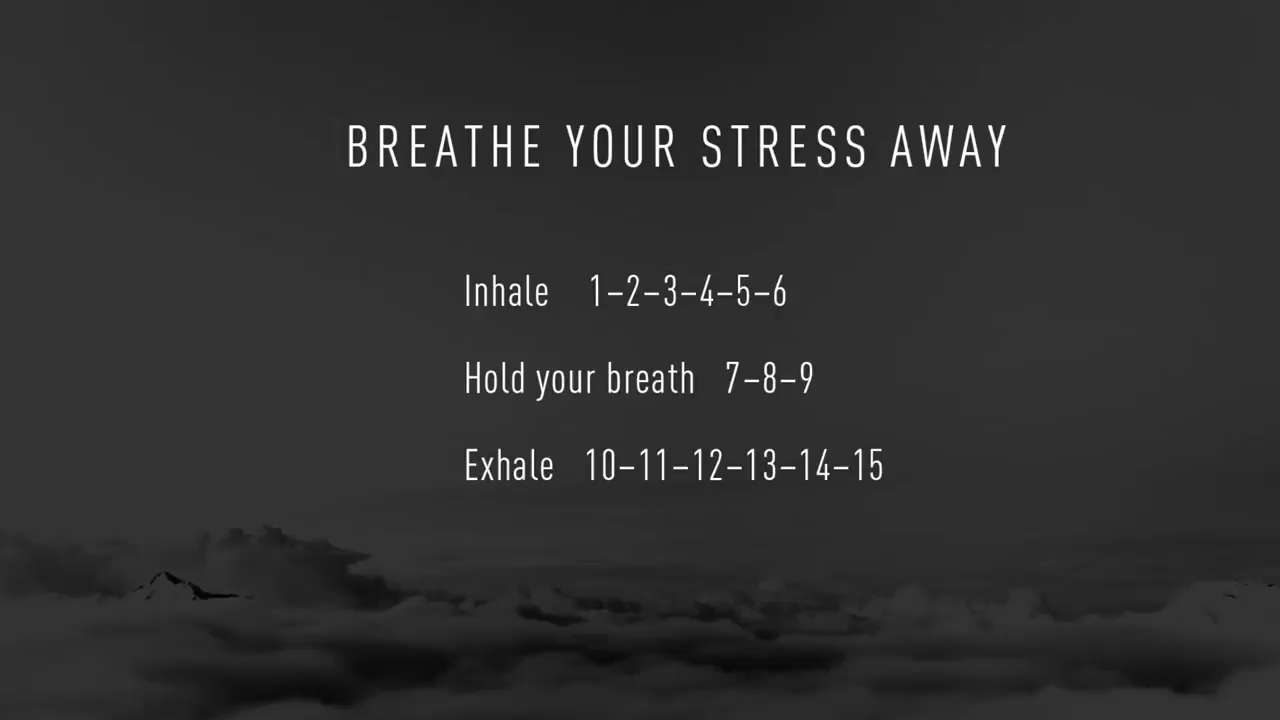 BREATHE YOUR STRESS AWAY
Inhale 1–2–3–4–5–6
Hold your breath 7–8–9
Exhale 10–11–12–13–14–15